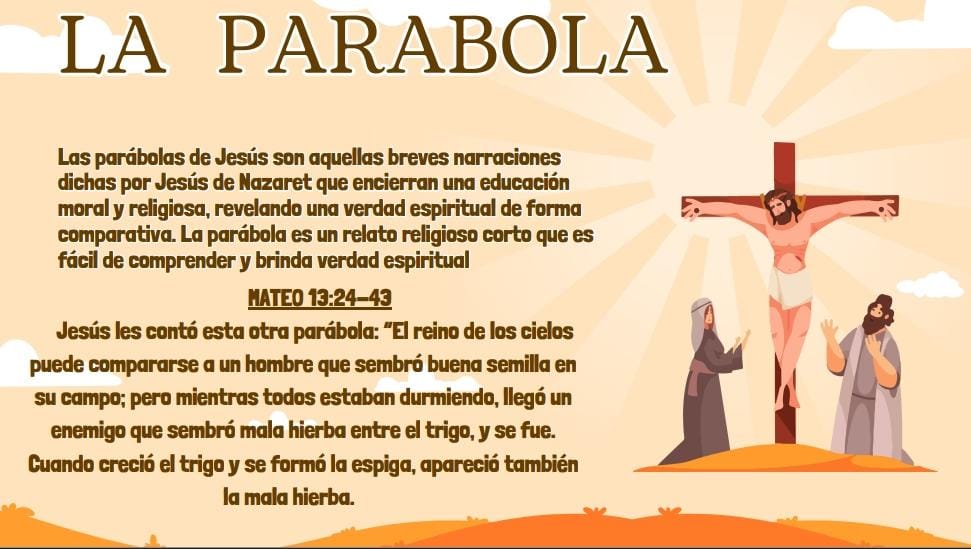 LA PARABOLA
Las parábolas de Jesús son aquellas breves narraciones
dichas por Jesús de Nazaret que encierran una educación
moral y religiosa, revelando una verdad espiritual de forma
comparativa. La parábola es un relato religioso corto que es
fácil de comprender y brinda verdad espiritual
MATEO 13:24-43
Jesús les contó esta otra parábola: “El reino de los cielos
puede compararse a un hombre que sembró buena semilla en
su campo; pero mientras todos estaban durmiendo, llegó un
enemigo que sembró mala hierba entre el trigo, y se fue.
Cuando creció el trigo y se formó la espiga, apareció también
la mala hierba.